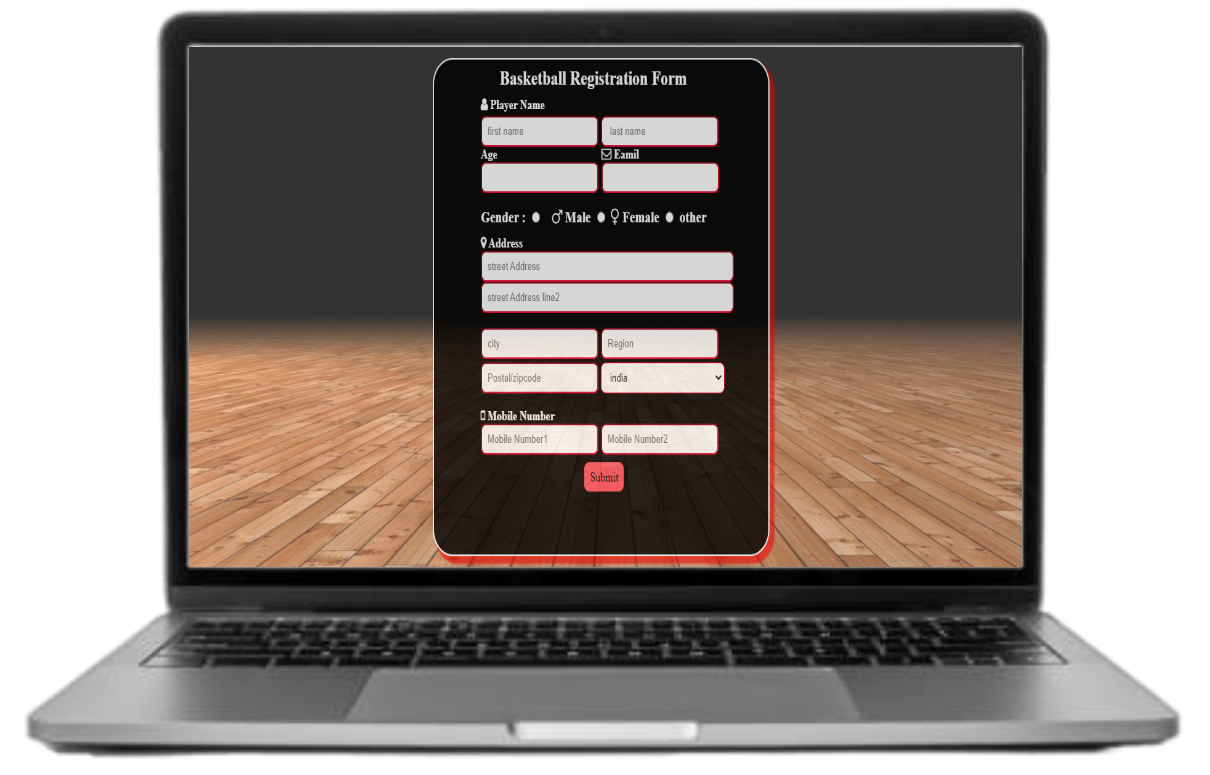 Basketball Registration Form
Player Name
first name last name
Age Eamil
Gender : Male Female other
Address
street Address
street Address line2
city Region
Postal/zipcode india
Mobile Number
Mobile Number1 Mobile Number2
Submit